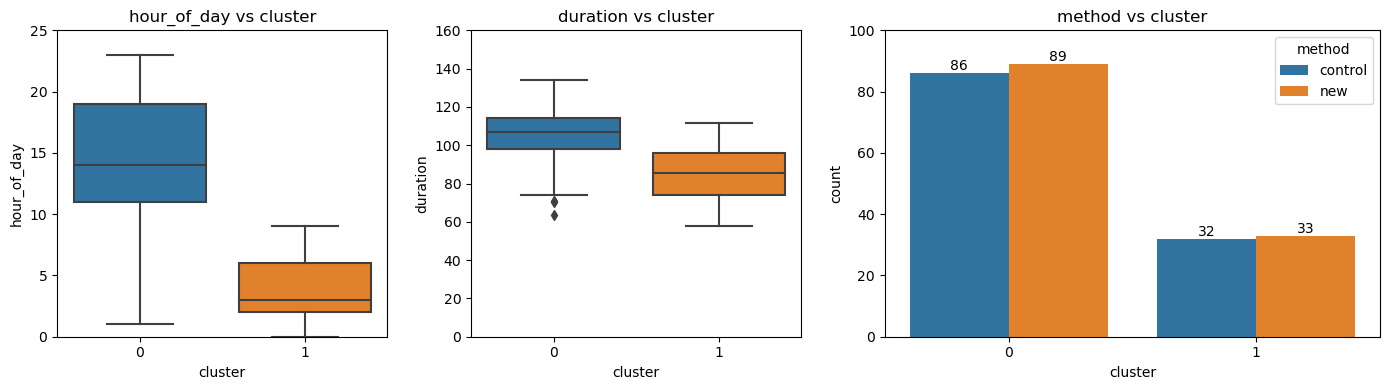 hour_of_day vs cluster
25
20
15
10
5
0
hour_of_day
0
1
cluster
duration vs cluster
160
140
120
100
80
60
40
20
0
duration
0
1
cluster
method vs cluster
100
80
60
40
20
0
count
86
89
32
33
method
control
new
0
1
cluster